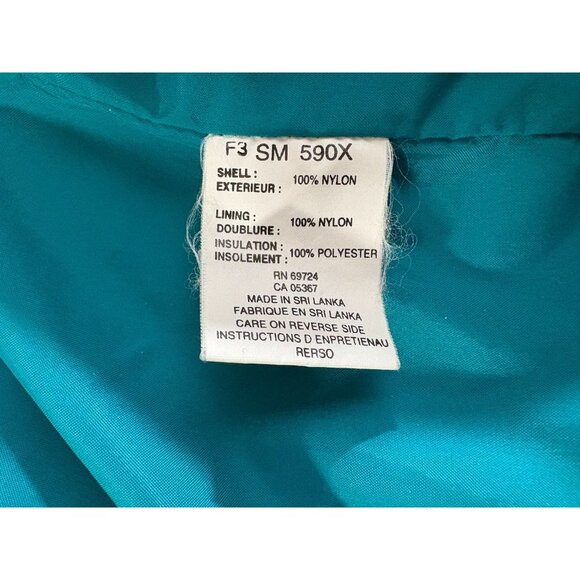 F3 SM 590X
SHELL : 100% NYLON
EXTERIEUR :
LINING : 100% NYLON
DOUBLURE :
INSULATION : 100% POLYESTER
INSOLEMENT :
RN 69724
CA 05367
MADE IN SRI LANKA
FABRIQUE EN SRI LANKA
CARE ON REVERSE SIDE
INSTRUCTIONS D ENPRETIENAU
RERSO